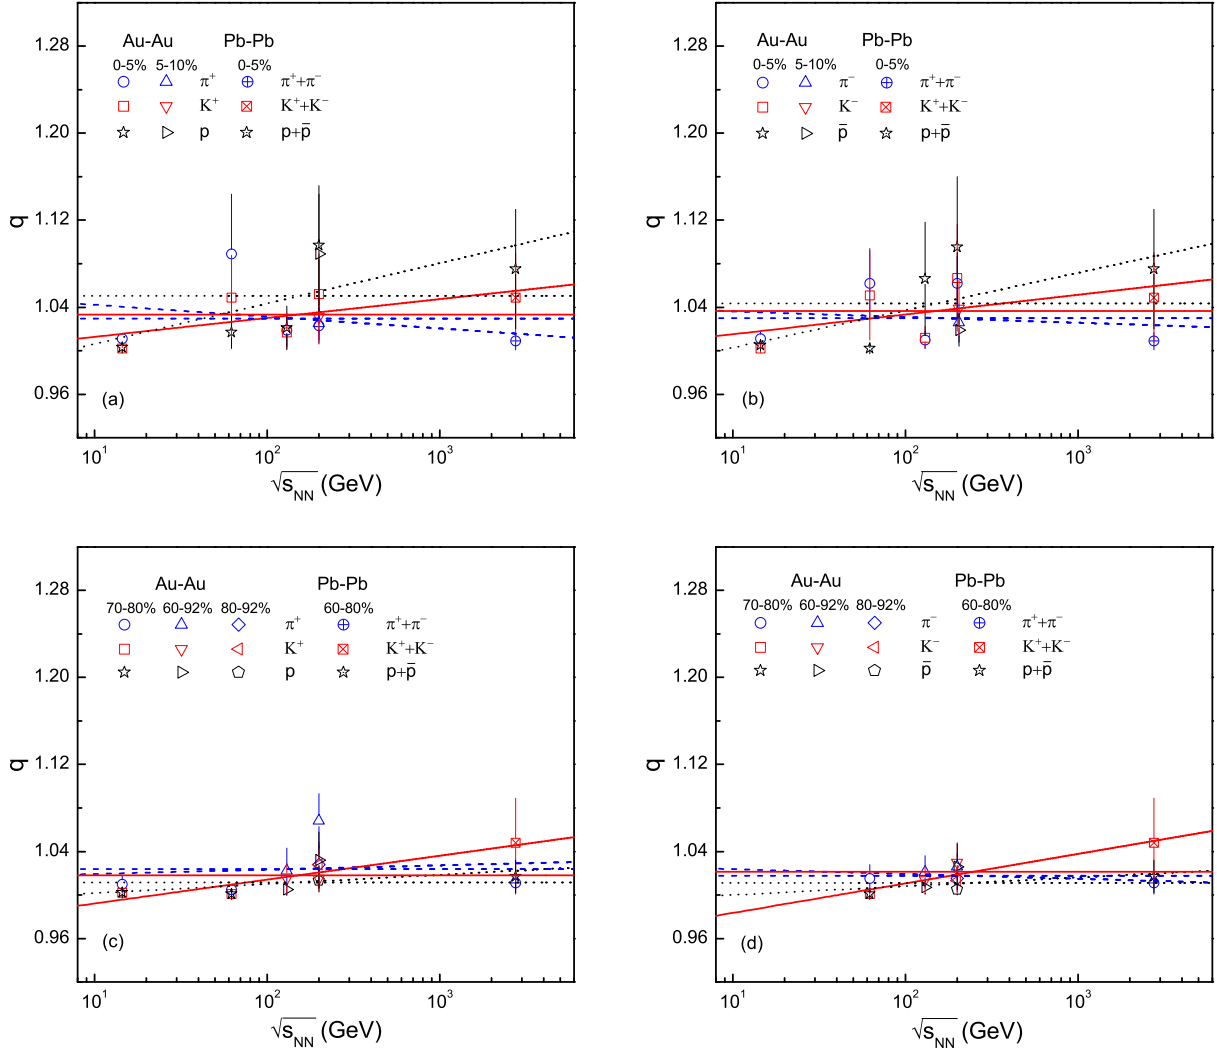 1.28
1.20
1.12
1.04
0.96
q
Au-Au Pb-Pb
0-5% 5-10% 0-5%
π⁺ π⁺+π⁻
K⁺ K⁺+K⁻
p p+p̄
(a)
10¹ 10² 10³
√s_NN (GeV)
1.28
1.20
1.12
1.04
0.96
q
Au-Au Pb-Pb
0-5% 5-10% 0-5%
π⁻ π⁺+π⁻
K⁻ K⁺+K⁻
p̄ p+p̄
(b)
10¹ 10² 10³
√s_NN (GeV)
1.28
1.20
1.12
1.04
0.96
q
Au-Au Pb-Pb
70-80% 60-92% 80-92% 60-80%
π⁺ π⁺+π⁻
K⁺ K⁺+K⁻
p p+p̄
(c)
10¹ 10² 10³
√s_NN (GeV)
1.28
1.20
1.12
1.04
0.96
q
Au-Au Pb-Pb
70-80% 60-92% 80-92% 60-80%
π⁻ π⁺+π⁻
K⁻ K⁺+K⁻
p̄ p+p̄
(d)
10¹ 10² 10³
√s_NN (GeV)